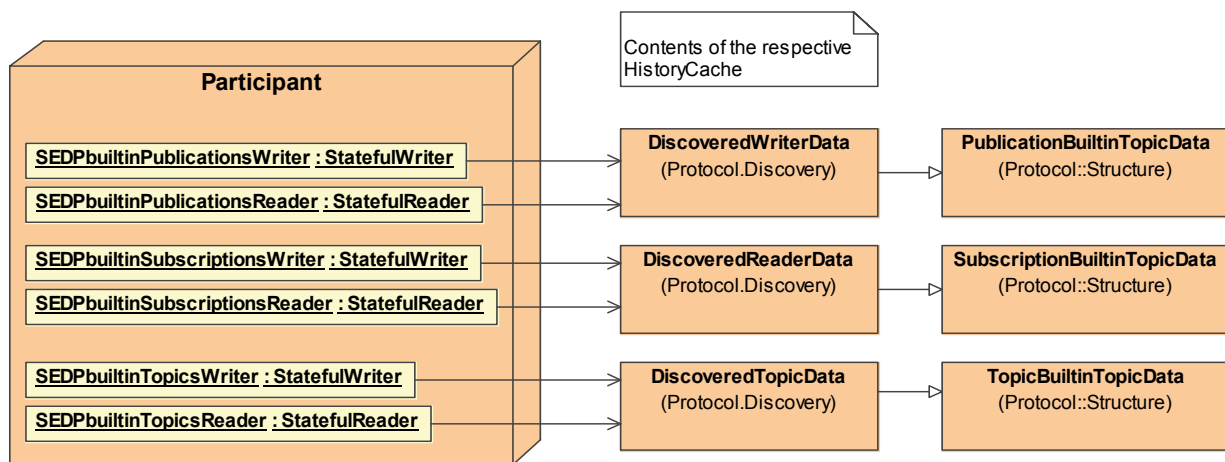 Contents of the respective
HistoryCache
Participant
SEDPbuiltinPublicationsWriter : StatefulWriter
SEDPbuiltinPublicationsReader : StatefulReader
SEDPbuiltinSubscriptionsWriter : StatefulWriter
SEDPbuiltinSubscriptionsReader : StatefulReader
SEDPbuiltinTopicsWriter : StatefulWriter
SEDPbuiltinTopicsReader : StatefulReader
DiscoveredWriterData
(Protocol.Discovery)
DiscoveredReaderData
(Protocol.Discovery)
DiscoveredTopicData
(Protocol.Discovery)
PublicationBuiltinTopicData
(Protocol::Structure)
SubscriptionBuiltinTopicData
(Protocol::Structure)
TopicBuiltinTopicData
(Protocol::Structure)